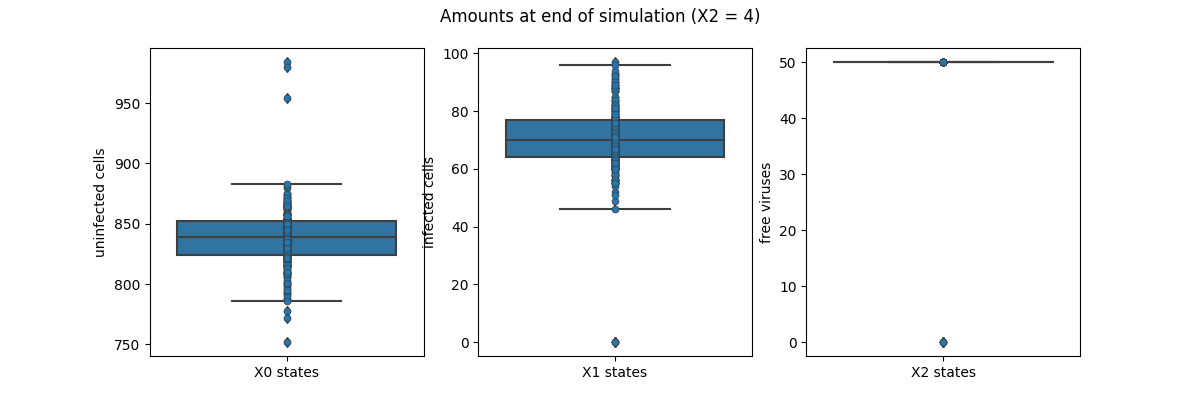 Amounts at end of simulation (X2 = 4)
uninfected cells
950
900
850
800
750
X0 states
infected cells
100
80
60
40
20
0
X1 states
free viruses
50
40
30
20
10
0
X2 states